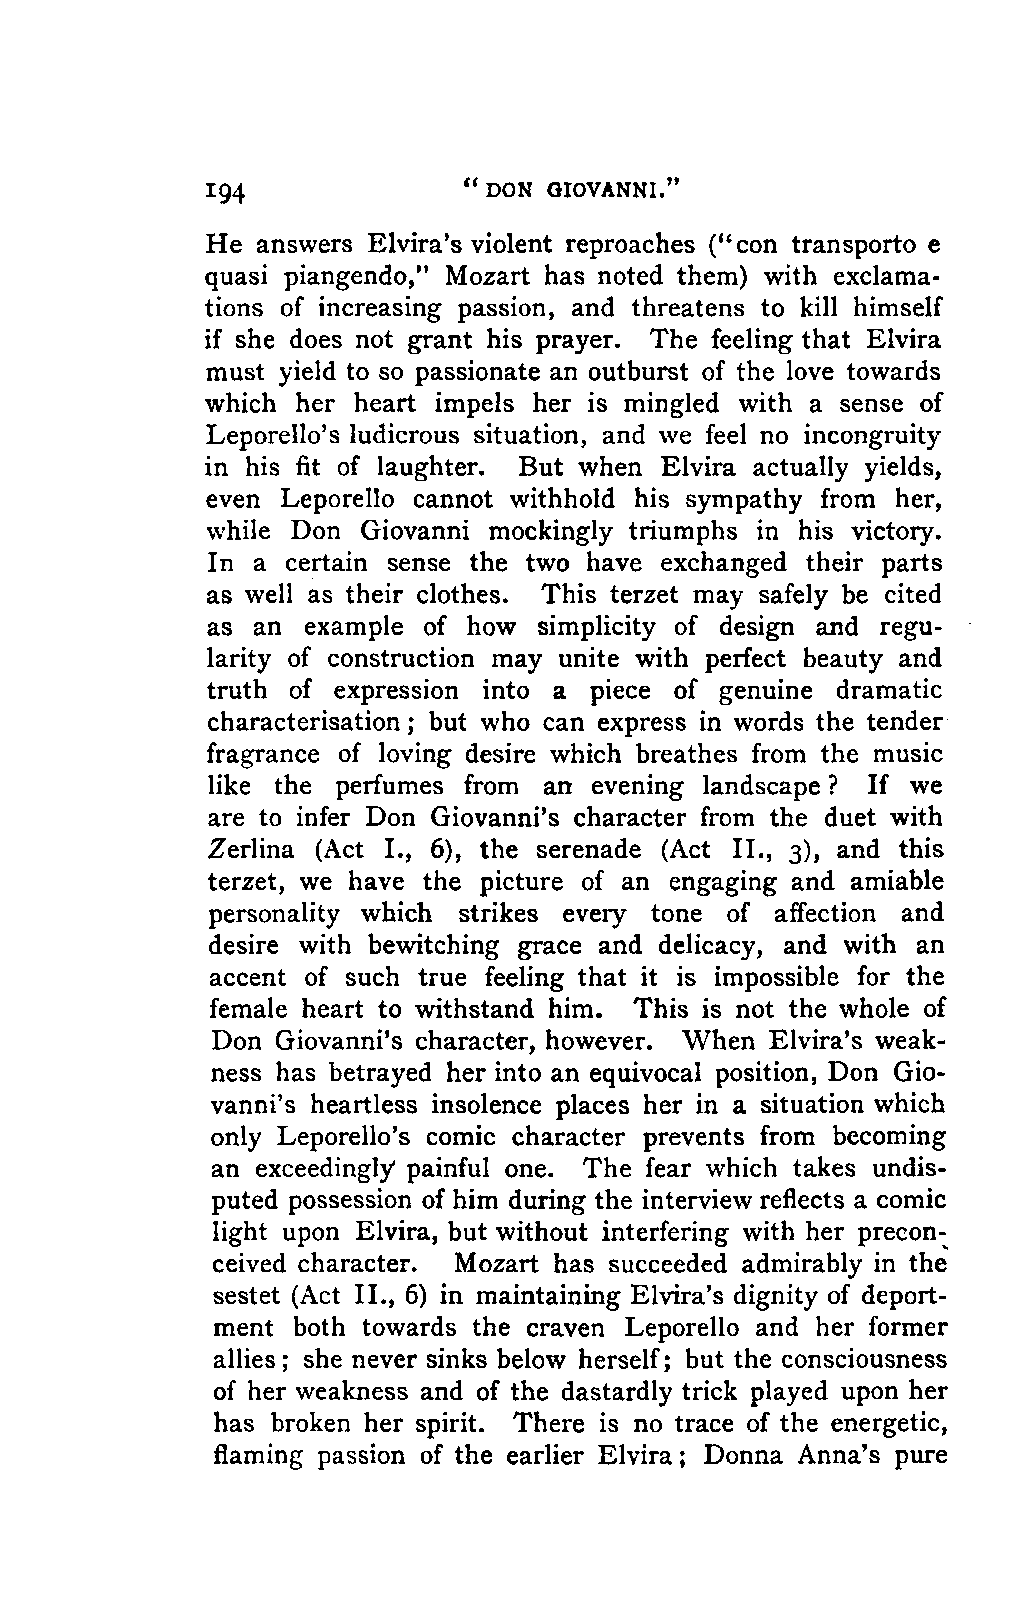 194 “DON GIOVANNI.”
He answers Elvira's violent reproaches (“con transporto e
quasi piangendo,” Mozart has noted them) with exclama-
tions of increasing passion, and threatens to kill himself
if she does not grant his prayer. The feeling that Elvira
must yield to so passionate an outburst of the love towards
which her heart impels her is mingled with a sense of
Leporello's ludicrous situation, and we feel no incongruity
in his fit of laughter. But when Elvira actually yields,
even Leporello cannot withhold his sympathy from her,
while Don Giovanni mockingly triumphs in his victory.
In a certain sense the two have exchanged their parts
as well as their clothes. This terzet may safely be cited
as an example of how simplicity of design and regu-
larity of construction may unite with perfect beauty and
truth of expression into a piece of genuine dramatic
characterisation; but who can express in words the tender
fragrance of loving desire which breathes from the music
like the perfumes from an evening landscape? If we
are to infer Don Giovanni's character from the duet with
Zerlina (Act I., 6), the serenade (Act II., 3), and this
terzet, we have the picture of an engaging and amiable
personality which strikes every tone of affection and
desire with bewitching grace and delicacy, and with an
accent of such true feeling that it is impossible for the
female heart to withstand him. This is not the whole of
Don Giovanni's character, however. When Elvira's weak-
ness has betrayed her into an equivocal position, Don Gio-
vanni's heartless insolence places her in a situation which
only Leporello's comic character prevents from becoming
an exceedingly painful one. The fear which takes undis-
puted possession of him during the interview reflects a comic
light upon Elvira, but without interfering with her precon-
ceived character. Mozart has succeeded admirably in the
sestet (Act II., 6) in maintaining Elvira's dignity of deport-
ment both towards the craven Leporello and her former
allies; she never sinks below herself; but the consciousness
of her weakness and of the dastardly trick played upon her
has broken her spirit. There is no trace of the energetic,
flaming passion of the earlier Elvira; Donna Anna's pure